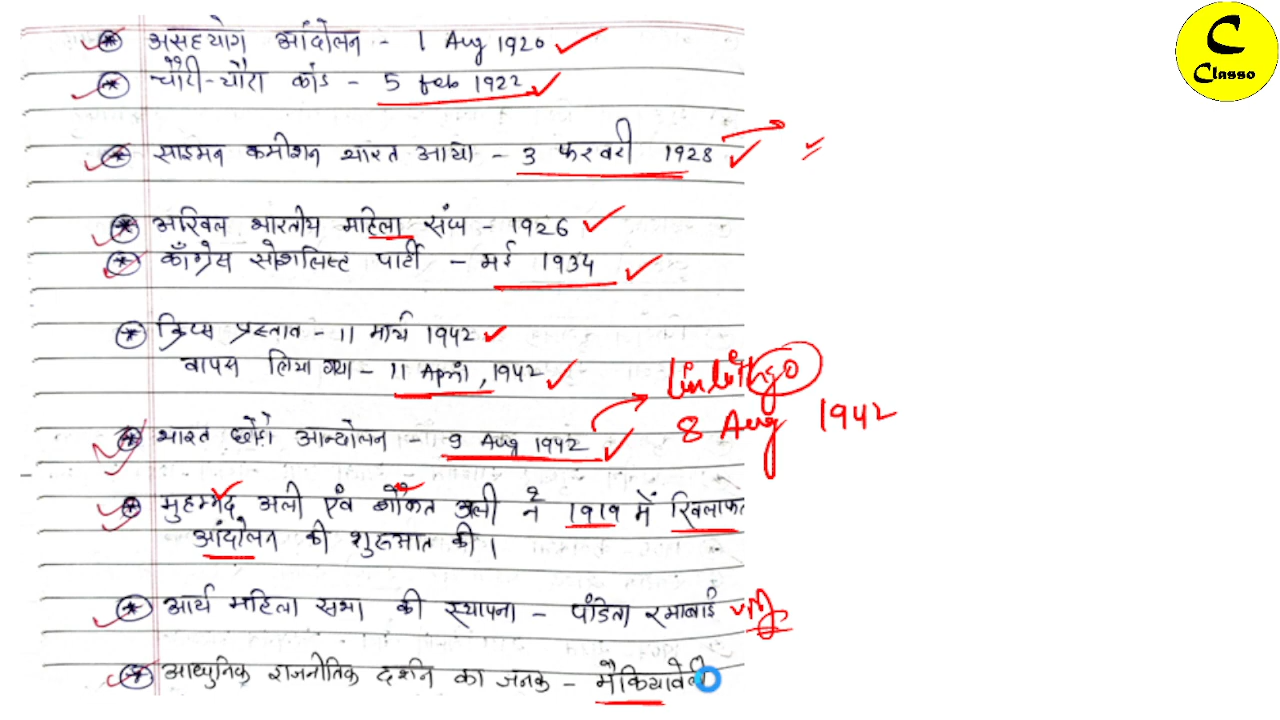 असहयोग आंदोलन - 1 Aug 1920
चौरी-चौरा कांड - 5 feb 1922
साइमन कमीशन भारत आया - 3 फरवरी 1928
अखिल भारतीय महिला संघ - 1926
काँग्रेस सोशलिस्ट पार्टी - मई 1934
क्रिप्स प्रस्ताव - 11 मार्च 1942
वापस लिया गया - 11 April, 1942
Linlithgo
8 Aug 1942
भारत छोड़ो आन्दोलन - 9 Aug 1942
मुहम्मद अली एवं शौकत अली ने 1919 में खिलाफत
आंदोलन की शुरूआत की।
आर्य महिला सभा की स्थापना - पंडिता रमाबाई
आधुनिक राजनीतिक दर्शन का जनक - मैकियावेली
C
Classo